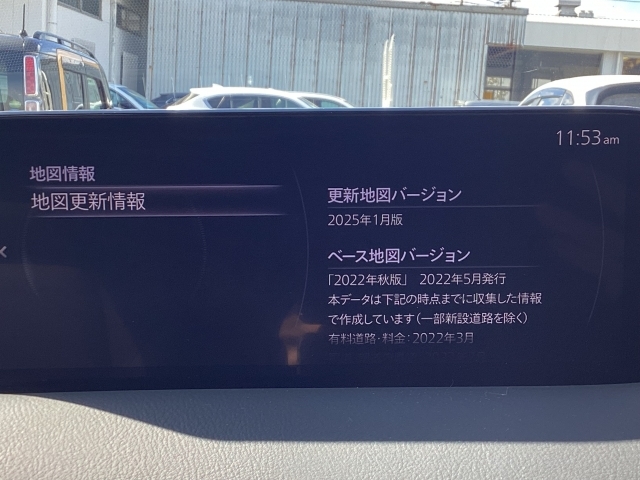 11:53am
地図情報
地図更新情報
更新地図バージョン
2025年1月版
ベース地図バージョン
「2022年秋版」 2022年5月発行
本データは下記の時点までに収集した情報
で作成しています(一部新設道路を除く)
有料道路・料金:2022年3月